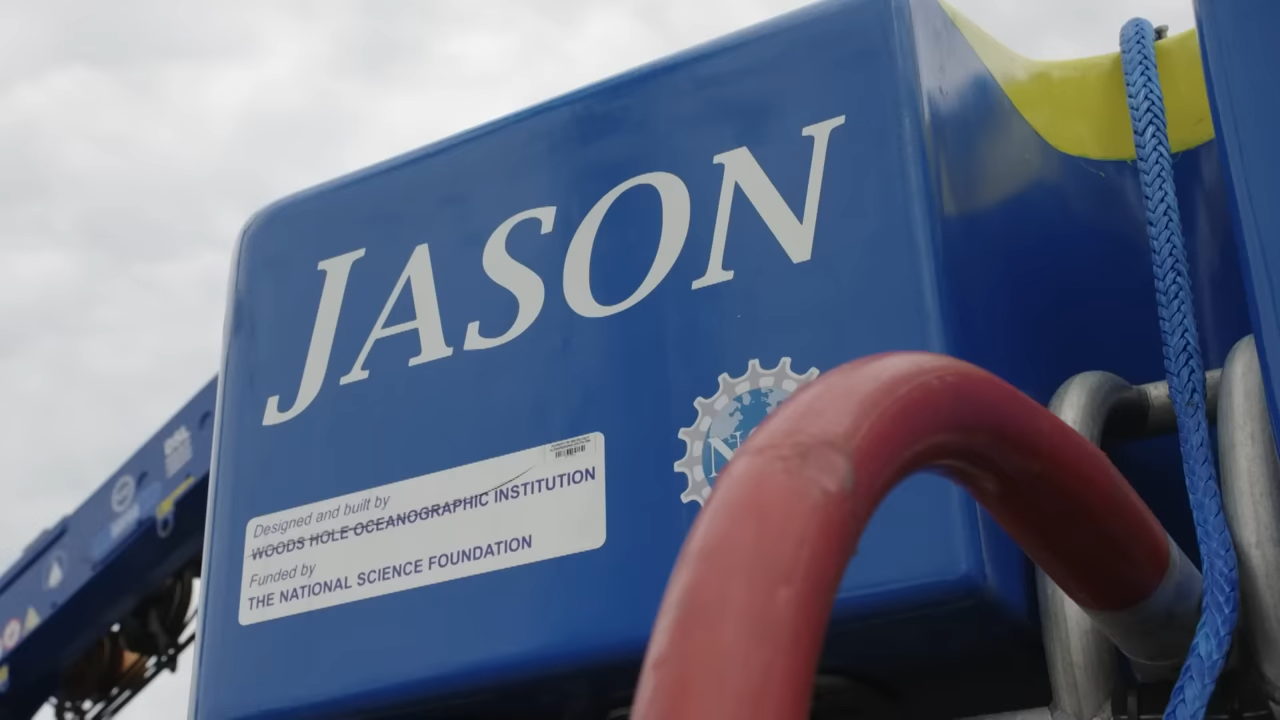 JASON
Designed and built by
WOODS HOLE OCEANOGRAPHIC INSTITUTION
Funded by
THE NATIONAL SCIENCE FOUNDATION